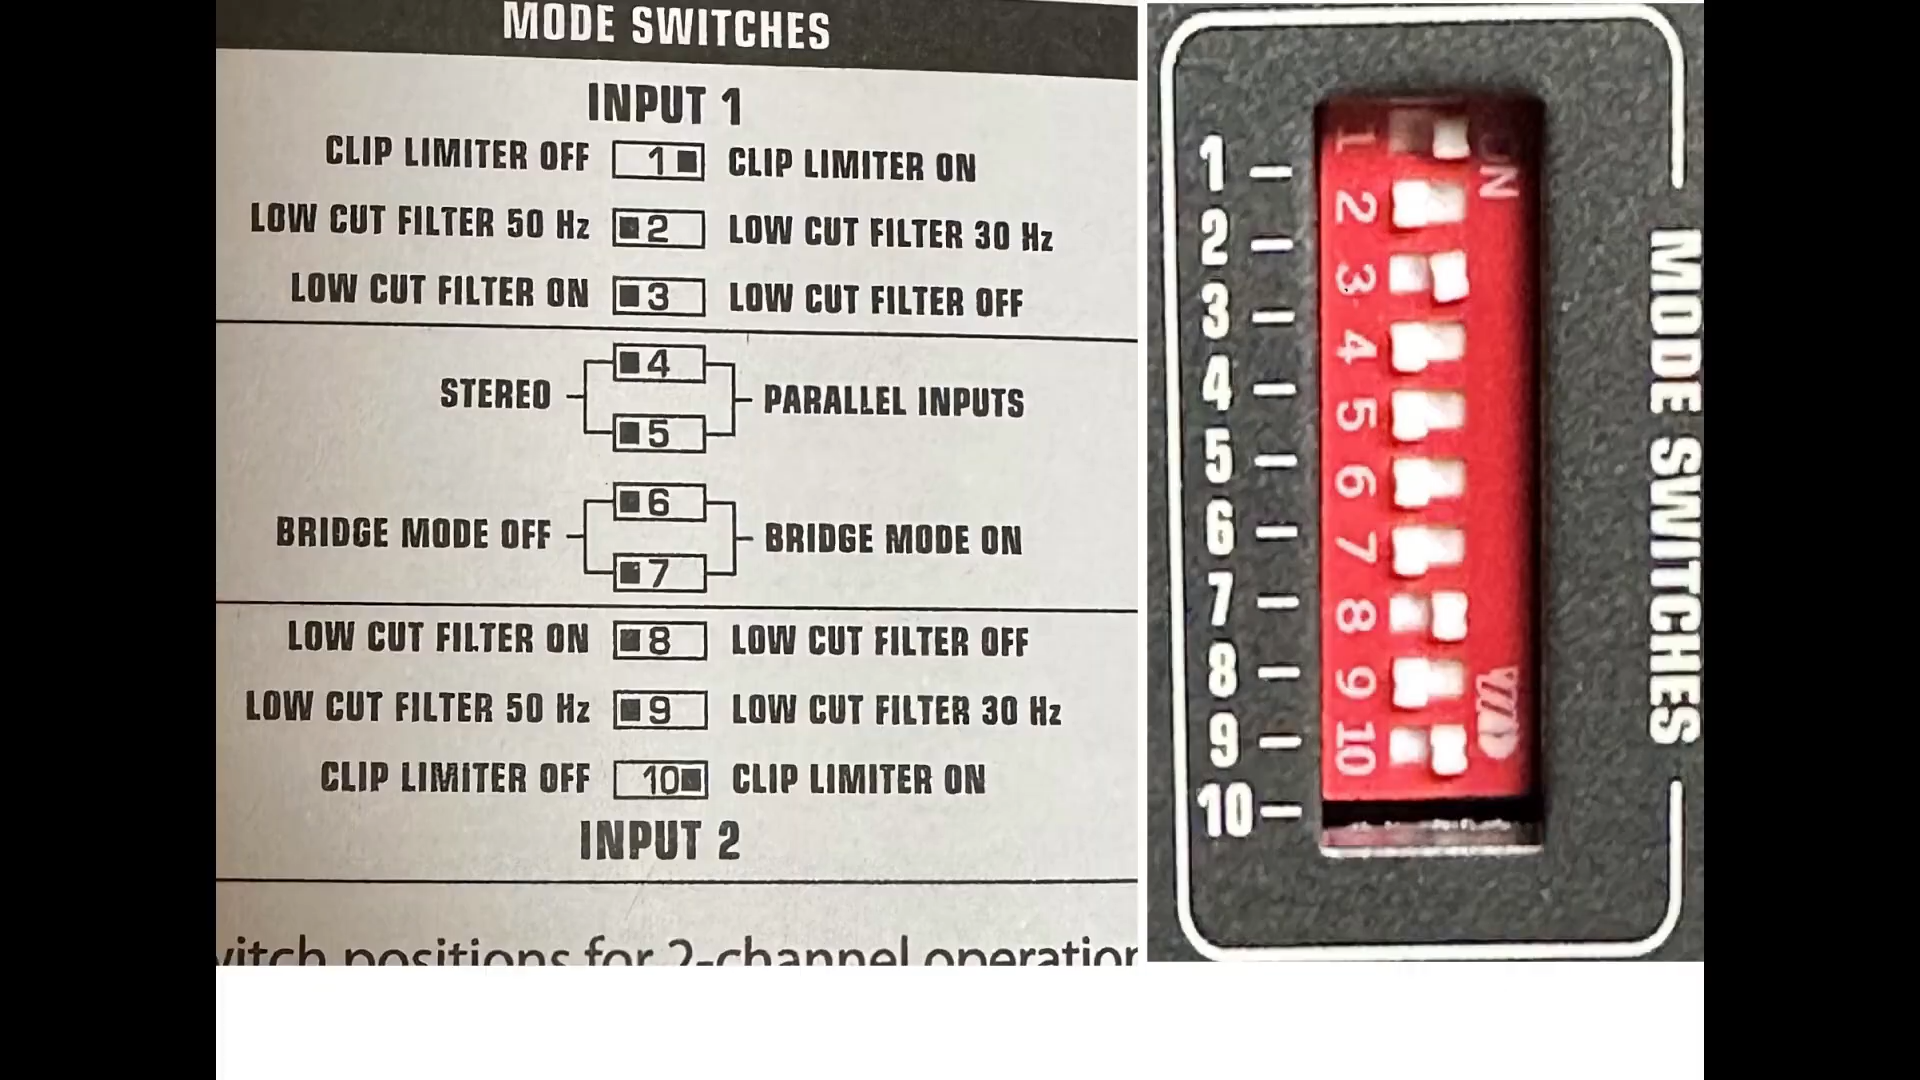 MODE SWITCHES
INPUT 1
CLIP LIMITER OFF 1 CLIP LIMITER ON
LOW CUT FILTER 50 Hz 2 LOW CUT FILTER 30 Hz
LOW CUT FILTER ON 3 LOW CUT FILTER OFF
4
STEREO PARALLEL INPUTS
5
6
BRIDGE MODE OFF BRIDGE MODE ON
7
LOW CUT FILTER ON 8 LOW CUT FILTER OFF
LOW CUT FILTER 50 Hz 9 LOW CUT FILTER 30 Hz
CLIP LIMITER OFF 10 CLIP LIMITER ON
INPUT 2
positions for 2-channel
1
2
3
4
5
6
7
8
9
10
ON
1
2
3
4
5
6
7
8
9
10
MODE SWITCHES